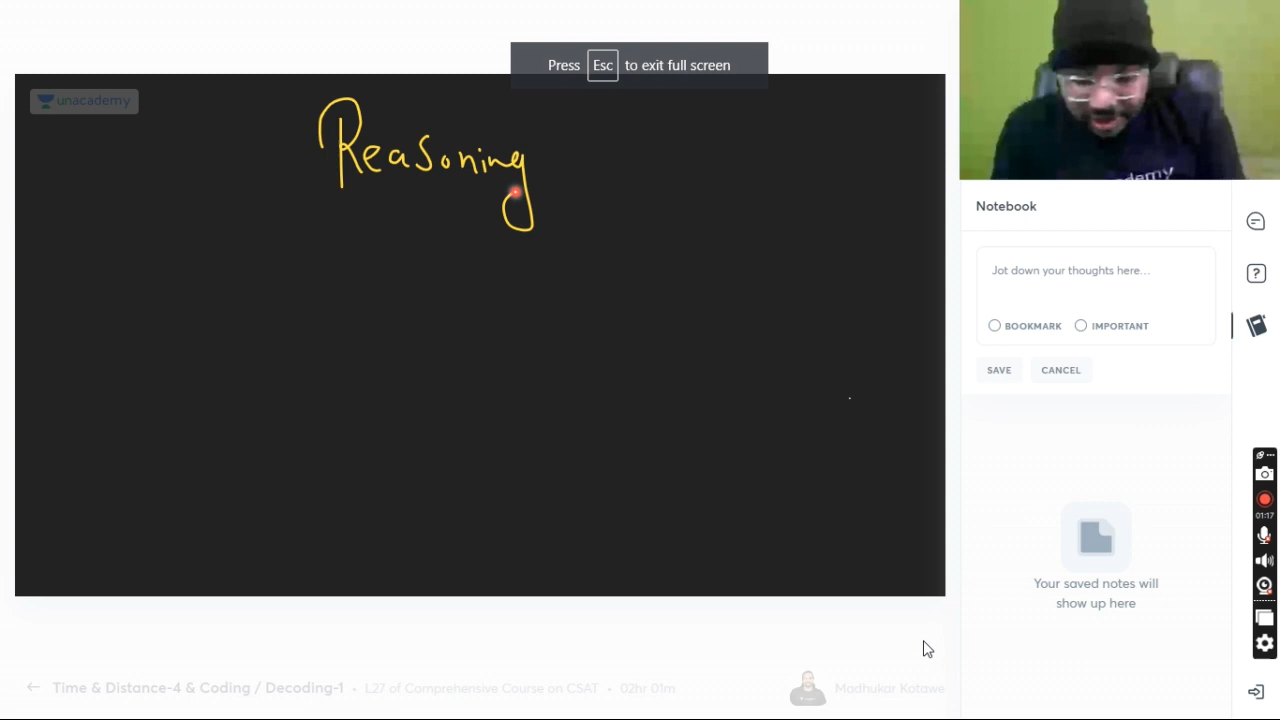 Press Esc to exit full screen
unacademy
Reasoning
Notebook
Jot down your thoughts here...
BOOKMARK IMPORTANT
SAVE CANCEL
01:17
Your saved notes will
show up here
Time & Distance-4 & Coding / Decoding-1 • L27 of Comprehensive Course on CSAT • 02hr 01m
Madhukar Kotawe